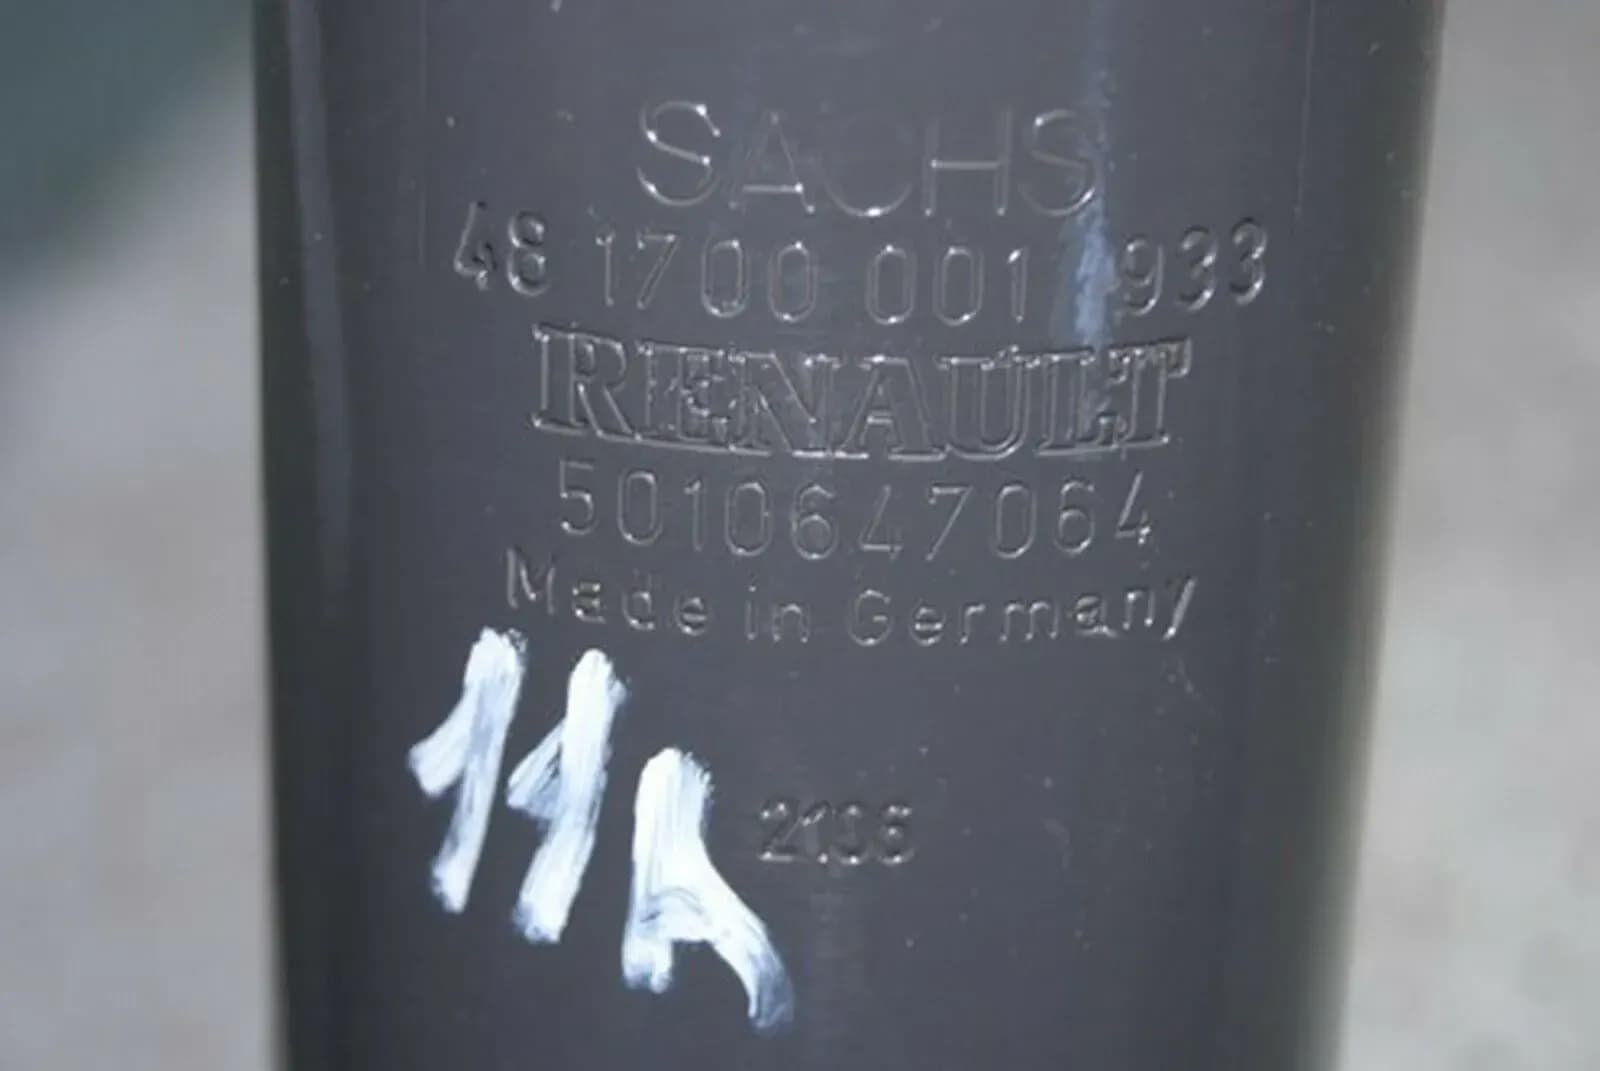 SACHS
48 1700 001 933
RENAULT
5010647064
Made in Germany
11A
2106